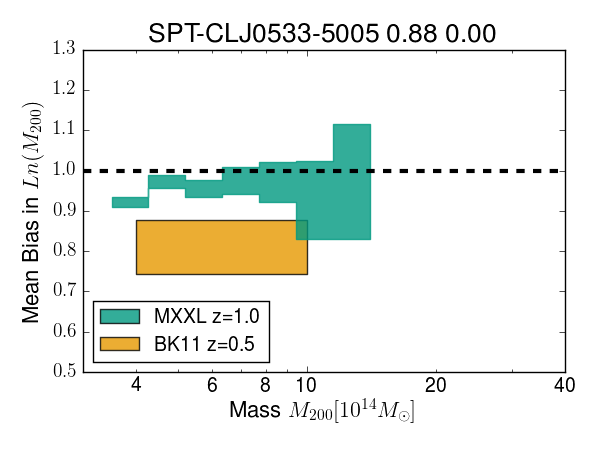 SPT-CLJ0533-5005 0.88 0.00
1.3
1.2
1.1
1.0
0.9
0.8
0.7
0.6
0.5
Mean Bias in Ln(M₂₀₀)
MXXL z=1.0
BK11 z=0.5
4 6 8 10 20 40
Mass M₂₀₀[10¹⁴M☉]